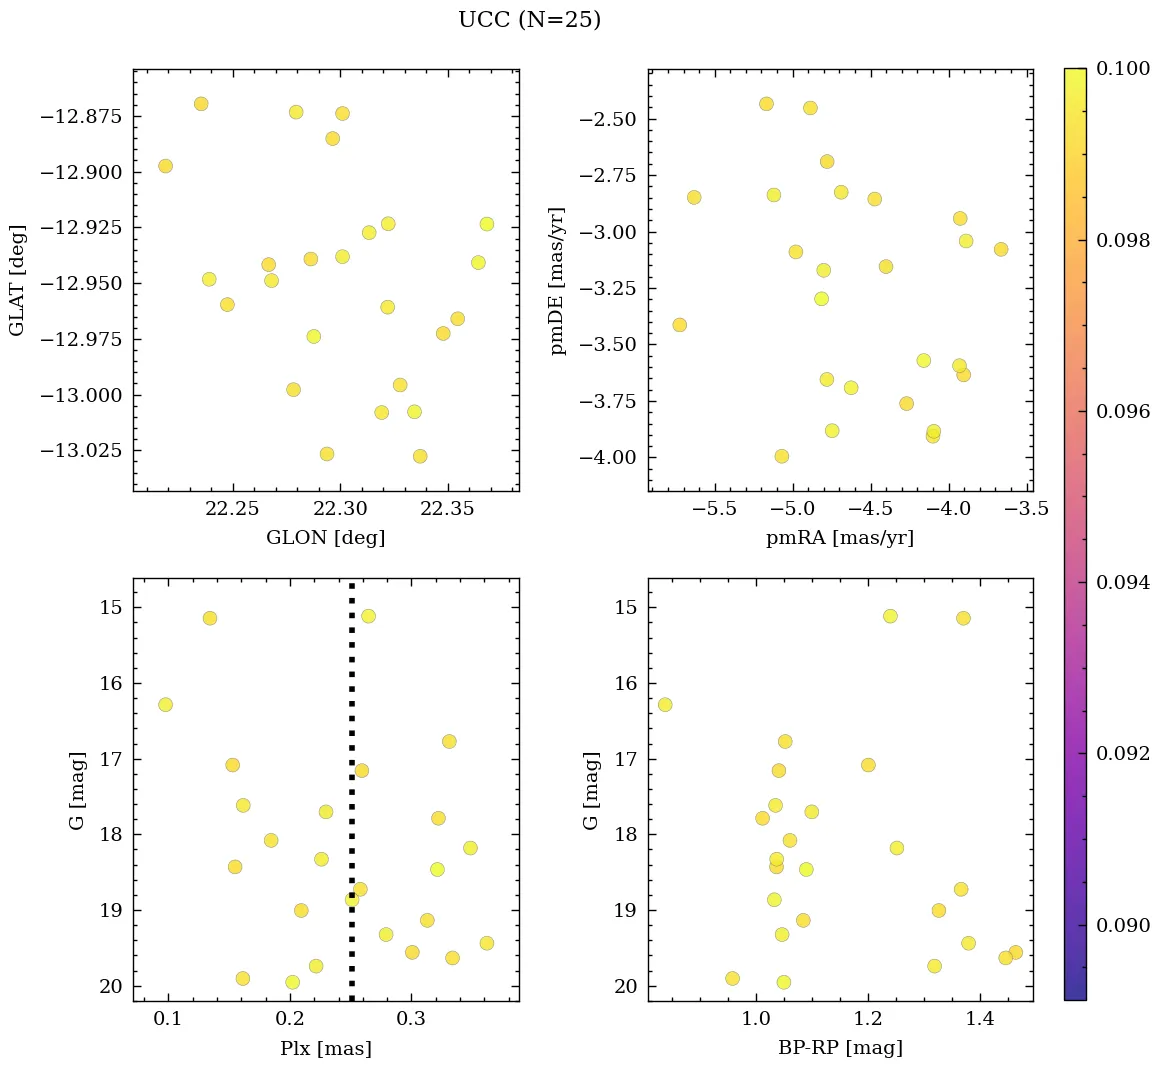 UCC (N=25)
−12.875
−12.900
−12.925
−12.950
−12.975
−13.000
−13.025
GLAT [deg]
22.25 22.30 22.35
GLON [deg]
−2.50
−2.75
−3.00
−3.25
−3.50
−3.75
−4.00
pmDE [mas/yr]
−5.5 −5.0 −4.5 −4.0 −3.5
pmRA [mas/yr]
15
16
17
18
19
20
G [mag]
0.1 0.2 0.3
Plx [mas]
15
16
17
18
19
20
G [mag]
1.0 1.2 1.4
BP-RP [mag]
0.100
0.098
0.096
0.094
0.092
0.090